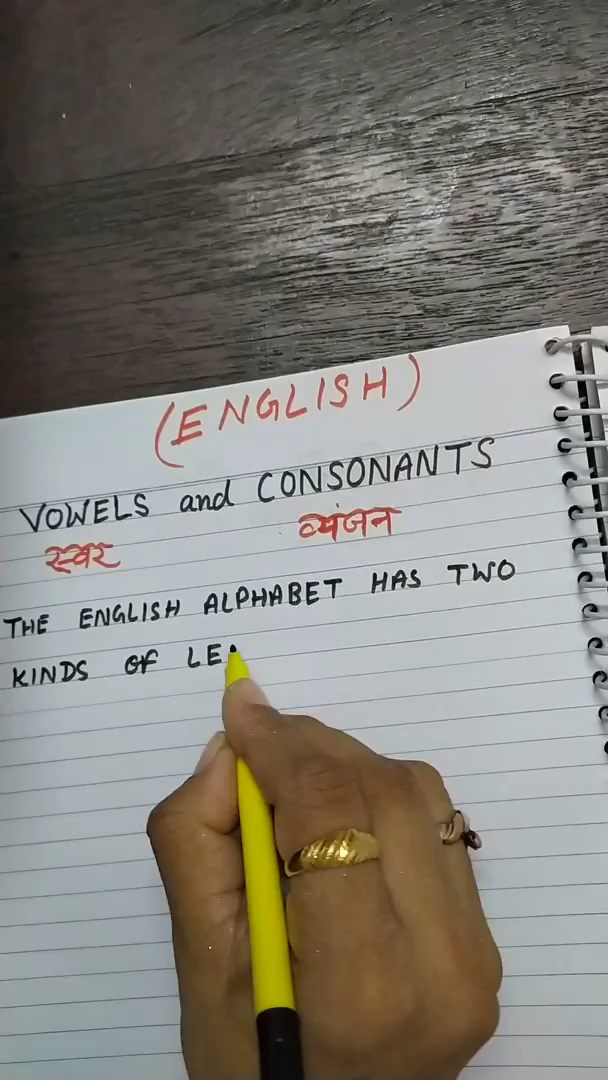 (ENGLISH)
VOWELS and CONSONANTS
स्वर व्यंजन
THE ENGLISH ALPHABET HAS TWO
KINDS OF LE